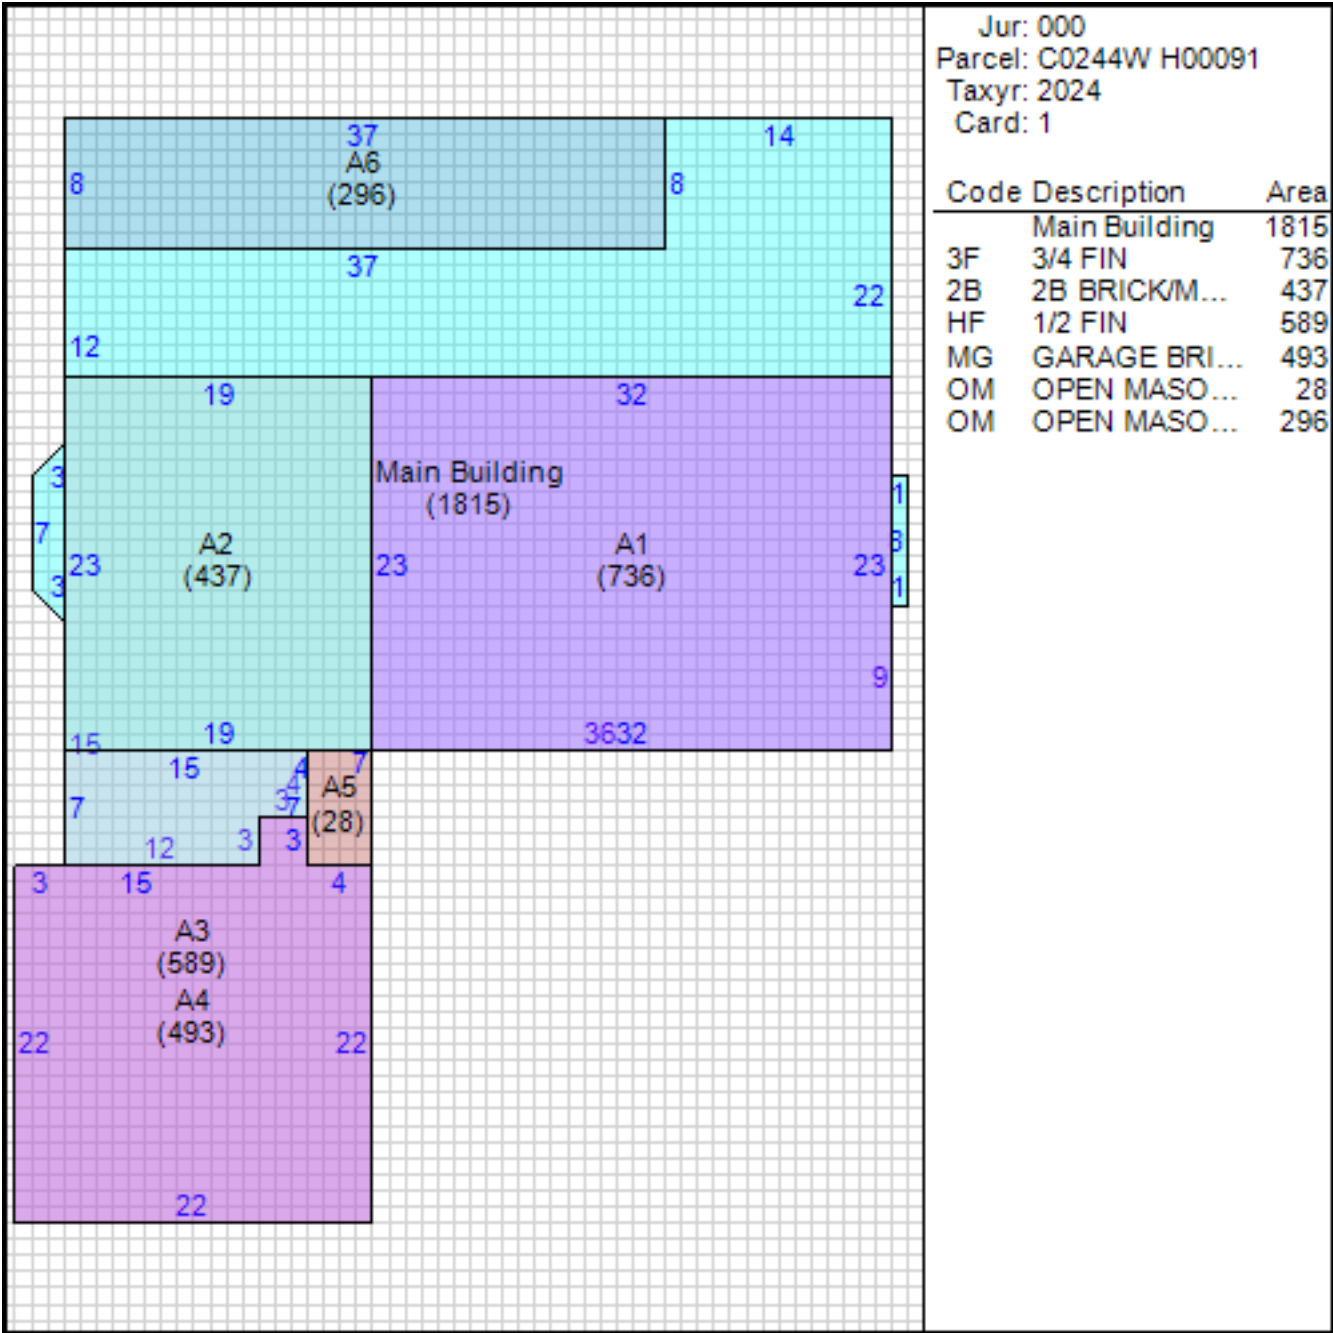 Jur: 000
Parcel: C0244W H00091
Taxyr: 2024
Card: 1
Code Description Area
Main Building 1815
3F 3/4 FIN 736
2B 2B BRICK/M... 437
HF 1/2 FIN 589
MG GARAGE BRI... 493
OM OPEN MASO... 28
OM OPEN MASO... 296
37
14
A6
(296)
8
8
37
22
12
19
32
Main Building
(1815)
3
1
7
A2
(437)
A1
(736)
8
23
23
23
3
1
9
15
19
3632
15
4
7
4
3
7
A5
(28)
7
12
3
3
3
15
4
A3
(589)
A4
(493)
22
22
22